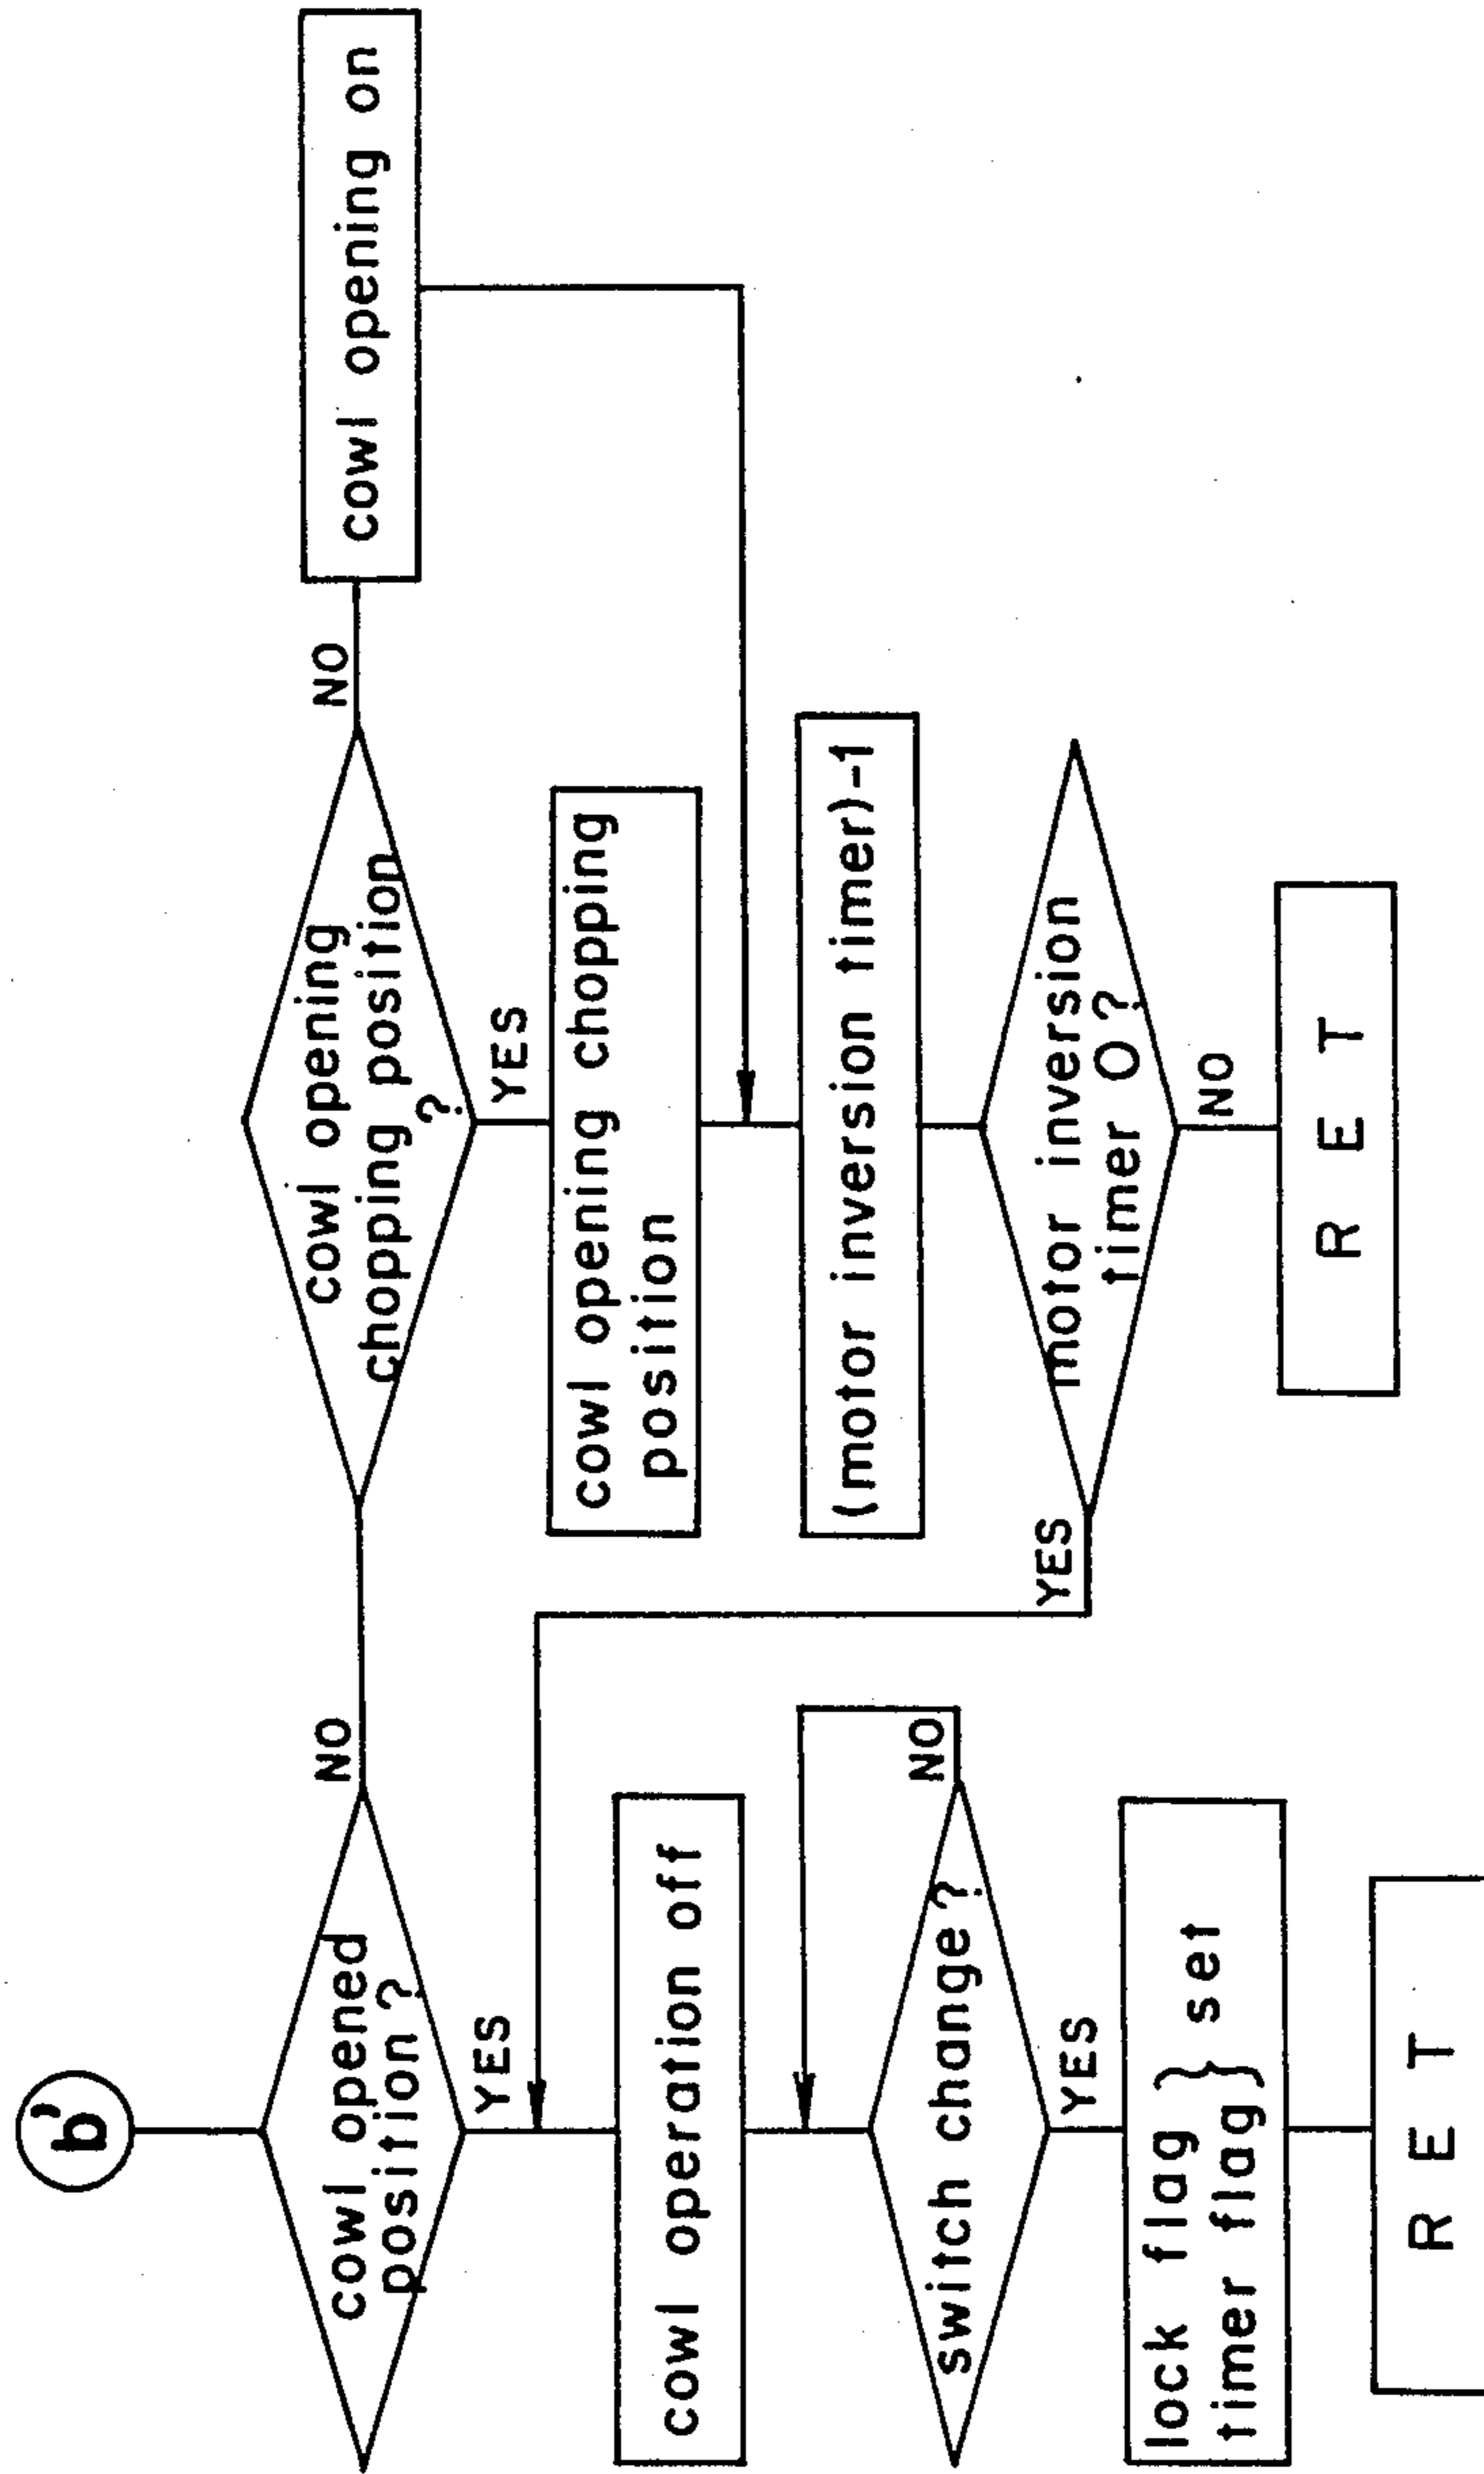 b'
cowl opened
position?
NO
YES
cowl operation off
switch change?
NO
YES
lock flag } set
timer flag
R E T
cowl opening
chopping position
?
NO
YES
cowl opening on
cowl opening chopping
position
(motor inversion timer)-1
motor inversion
timer 0?
YES
NO
R E T